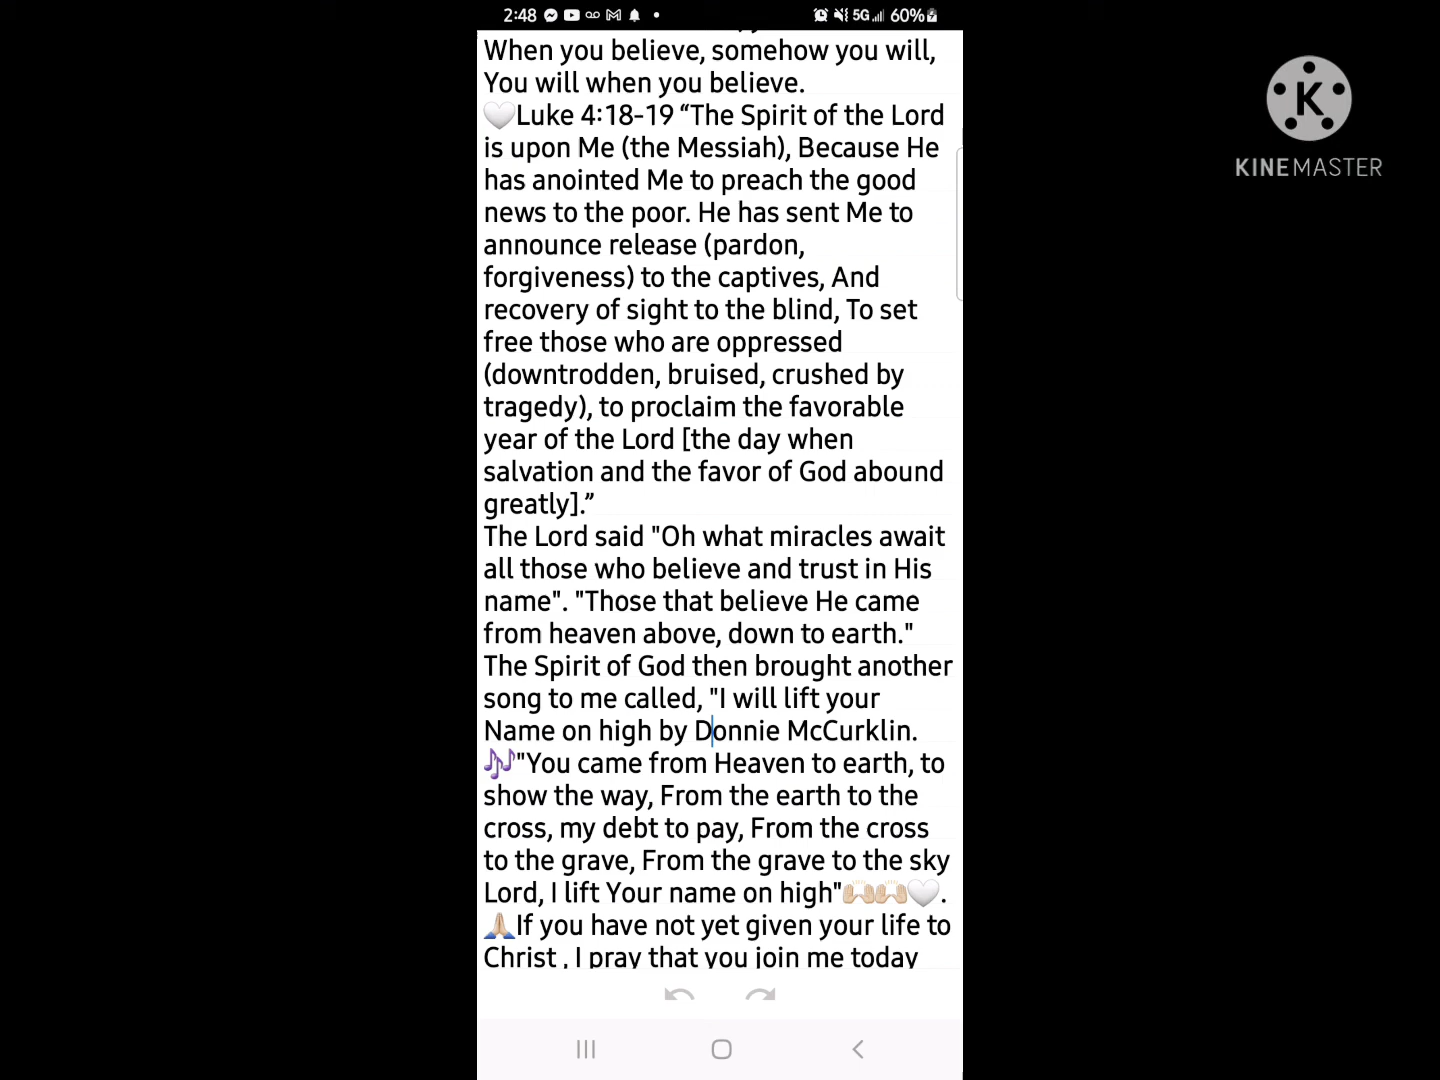 2:48 5G 60%
When you believe, somehow you will,
You will when you believe.
🤍Luke 4:18-19 “The Spirit of the Lord
is upon Me (the Messiah), Because He
has anointed Me to preach the good
news to the poor. He has sent Me to
announce release (pardon,
forgiveness) to the captives, And
recovery of sight to the blind, To set
free those who are oppressed
(downtrodden, bruised, crushed by
tragedy), to proclaim the favorable
year of the Lord [the day when
salvation and the favor of God abound
greatly].”
The Lord said "Oh what miracles await
all those who believe and trust in His
name". "Those that believe He came
from heaven above, down to earth."
The Spirit of God then brought another
song to me called, "I will lift your
Name on high by Donnie McCurklin.
🎶"You came from Heaven to earth, to
show the way, From the earth to the
cross, my debt to pay, From the cross
to the grave, From the grave to the sky
Lord, I lift Your name on high"🙌🏼🙌🏼🤍.
🙏🏼If you have not yet given your life to
Christ , I pray that you join me today
K
KINEMASTER